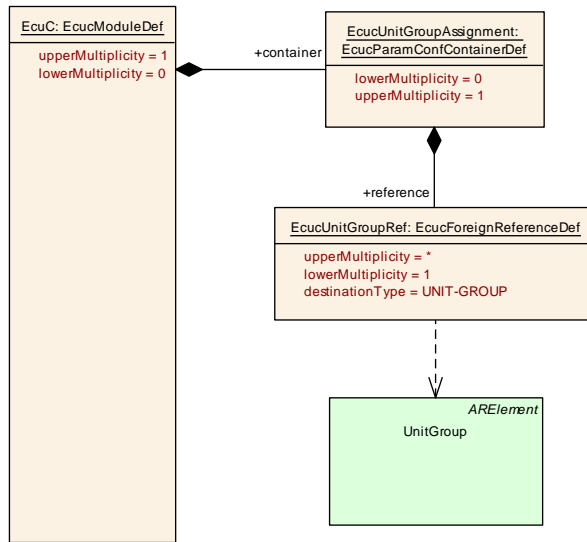 EcuC: EcucModuleDef
upperMultiplicity = 1
lowerMultiplicity = 0
+container
EcucUnitGroupAssignment:
EcucParamConfContainerDef
lowerMultiplicity = 0
upperMultiplicity = 1
+reference
EcucUnitGroupRef: EcucForeignReferenceDef
upperMultiplicity = *
lowerMultiplicity = 1
destinationType = UNIT-GROUP
ARElement
UnitGroup